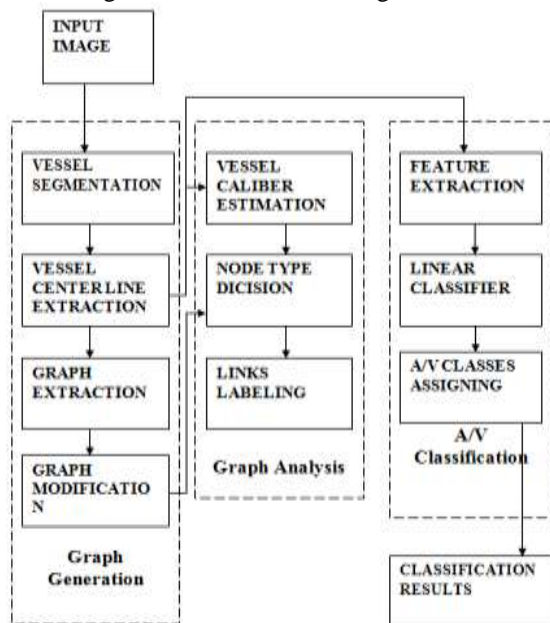 INPUT
IMAGE
VESSEL
SEGMENTATION
VESSEL
CENTERLINE
EXTRACTION
GRAPH
EXTRACTION
GRAPH
MODIFICATIO
N
Graph
Generation
VESSEL
CALIBER
ESTIMATION
NODE TYPE
DICISION
LINKS
LABELING
Graph Analysis
FEATURE
EXTRACTION
LINEAR
CLASSIFIER
A/V CLASSES
ASSIGNING
A/V
Classification
CLASSIFICATION
RESULTS